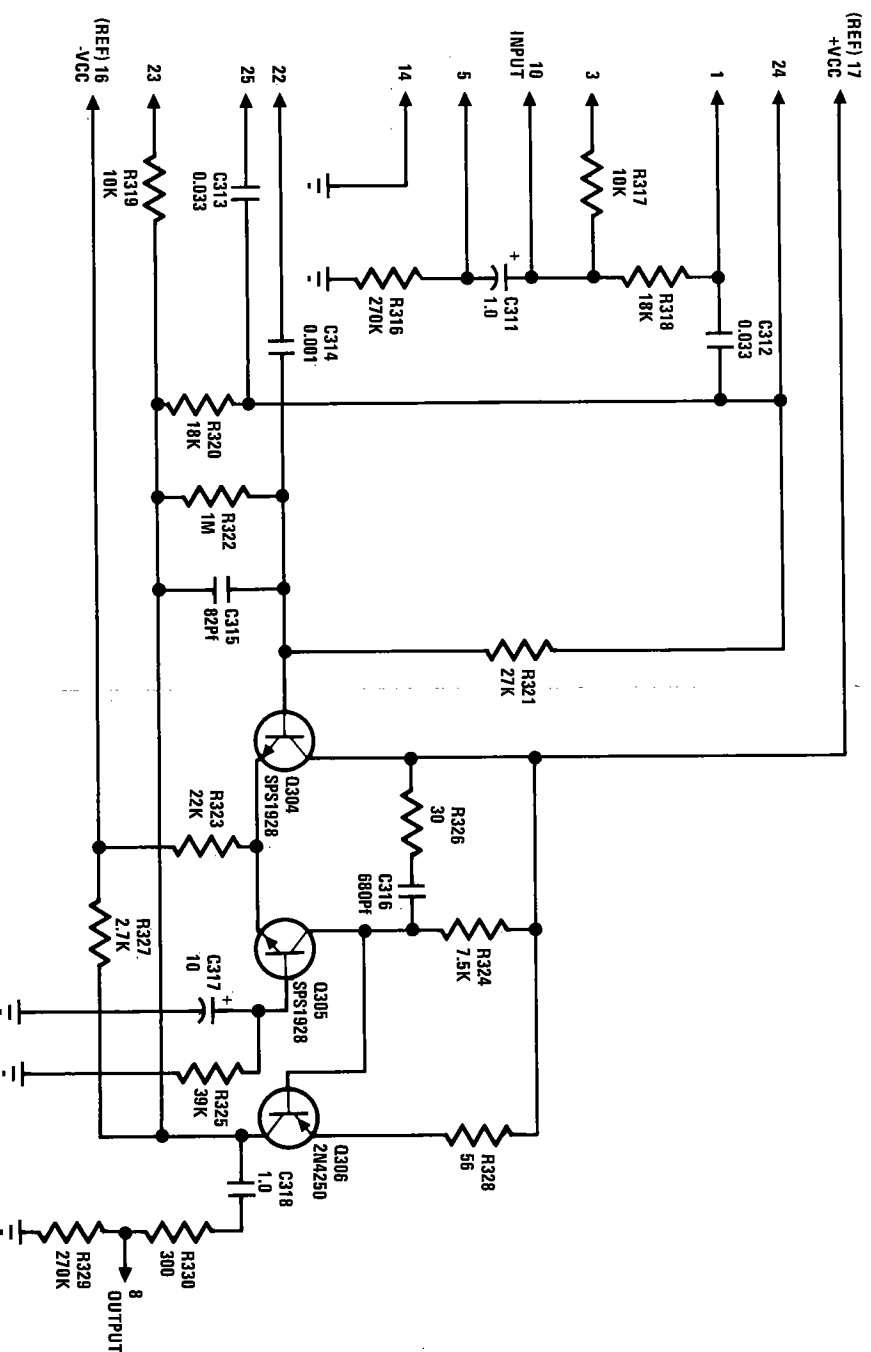 (REF) 17
+VCC
24
1
3
10
INPUT
5
14
22
25
23
(REF) 16
-VCC
R317
10K
R318
18K
C312
0.033
+
C311
1.0
R316
270K
C313
0.033
R319
10K
C314
0.001
R320
18K
R322
1M
C315
82Pf
R321
27K
Q304
SPS1928
R323
22K
R326
30
C316
680Pf
R324
7.5K
R327
2.7K
Q305
SPS1928
+
C317
10
R325
39K
R328
56
Q306
2N4250
C318
1.0
R330
300
R329
270K
8
OUTPUT